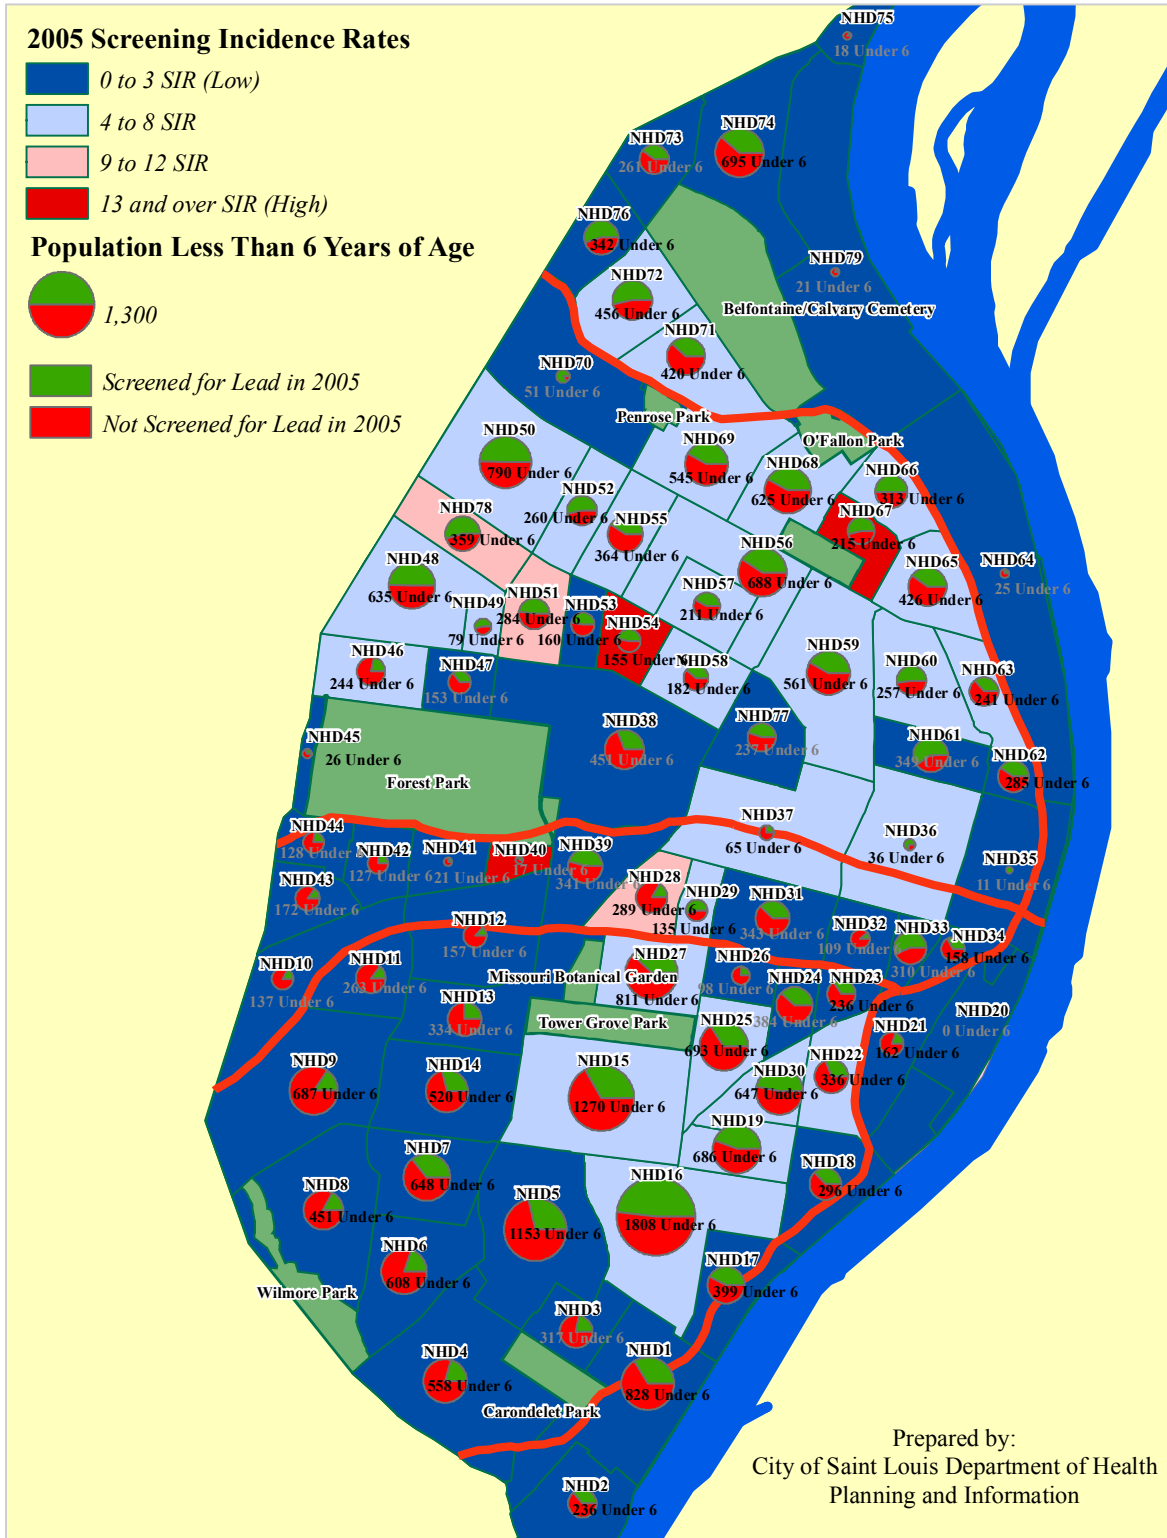 2005 Screening Incidence Rates
0 to 3 SIR (Low)
4 to 8 SIR
9 to 12 SIR
13 and over SIR (High)
Population Less Than 6 Years of Age
1,300
Screened for Lead in 2005
Not Screened for Lead in 2005
NHD75
18 Under 6
NHD74
695 Under 6
NHD73
261 Under 6
NHD76
342 Under 6
NHD79
21 Under 6
NHD72
456 Under 6
Belfontaine/Calvary Cemetery
NHD71
420 Under 6
NHD70
51 Under 6
Penrose Park
O'Fallon Park
NHD50
790 Under 6
NHD69
545 Under 6
NHD68
625 Under 6
NHD66
313 Under 6
NHD52
260 Under 6
NHD78
359 Under 6
NHD55
364 Under 6
NHD67
215 Under 6
NHD56
688 Under 6
NHD48
635 Under 6
NHD65
426 Under 6
NHD64
25 Under 6
NHD51
284 Under 6
NHD49
79 Under 6
NHD53
160 Under 6
NHD57
211 Under 6
NHD54
155 Under 6
NHD46
244 Under 6
NHD47
153 Under 6
NHD58
182 Under 6
NHD59
561 Under 6
NHD60
257 Under 6
NHD63
241 Under 6
NHD45
26 Under 6
NHD38
451 Under 6
NHD77
237 Under 6
NHD61
349 Under 6
NHD62
285 Under 6
Forest Park
NHD37
65 Under 6
NHD36
36 Under 6
NHD44
128 Under 6
NHD42
127 Under 6
NHD41
21 Under 6
NHD40
17 Under 6
NHD39
341 Under 6
NHD35
11 Under 6
NHD43
172 Under 6
NHD28
289 Under 6
NHD29
135 Under 6
NHD31
343 Under 6
NHD12
157 Under 6
NHD32
109 Under 6
NHD33
310 Under 6
NHD34
158 Under 6
NHD10
137 Under 6
NHD11
263 Under 6
NHD27
811 Under 6
Missouri Botanical Garden
NHD26
98 Under 6
NHD24
384 Under 6
NHD23
236 Under 6
NHD13
334 Under 6
Tower Grove Park
NHD25
693 Under 6
NHD20
0 Under 6
NHD21
162 Under 6
NHD9
687 Under 6
NHD14
520 Under 6
NHD15
1270 Under 6
NHD30
647 Under 6
NHD22
336 Under 6
NHD19
686 Under 6
NHD7
648 Under 6
NHD8
451 Under 6
NHD16
1808 Under 6
NHD18
296 Under 6
NHD5
1153 Under 6
NHD6
608 Under 6
NHD17
399 Under 6
Wilmore Park
NHD3
317 Under 6
NHD4
558 Under 6
NHD1
828 Under 6
Carondelet Park
NHD2
236 Under 6
Prepared by:
City of Saint Louis Department of Health
Planning and Information